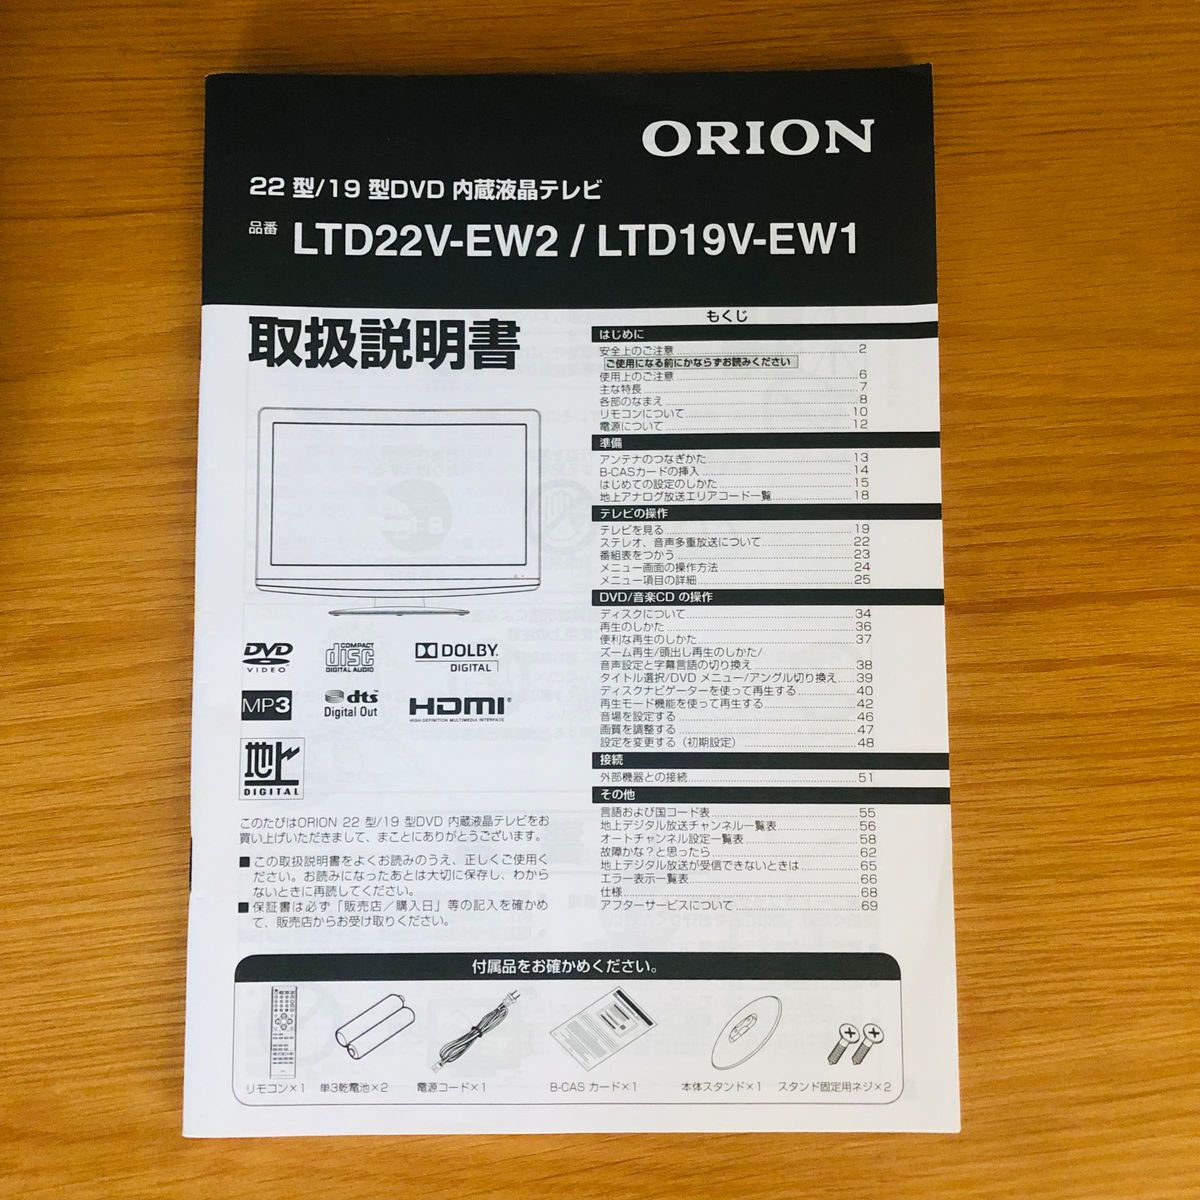 ORION
22 型/19 型DVD 内蔵液晶テレビ
品番 LTD22V-EW2 / LTD19V-EW1
取扱説明書
DVD
VIDEO
COMPACT
disc
DIGITAL AUDIO
DOLBY
DIGITAL
MP3
dts
Digital Out
HDMI
HIGH-DEFINITION MULTIMEDIA INTERFACE
地上
DIGITAL
このたびはORION 22 型/19 型DVD 内蔵液晶テレビをお
買い上げいただきまして、まことにありがとうございます。
■この取扱説明書をよくお読みのうえ、正しくご使用く
ださい。お読みになったあとは大切に保存し、わから
ないときに再読してください。
■保証書は必ず「販売店／購入日」等の記入を確かめ
て、販売店からお受け取りください。
もくじ
はじめに
安全上のご注意 2
ご使用になる前にかならずお読みください
使用上のご注意 6
主な特長 7
各部のなまえ 8
リモコンについて 10
電源について 12
準備
アンテナのつなぎかた 13
B-CASカードの挿入 14
はじめての設定のしかた 15
地上アナログ放送エリアコード一覧 18
テレビの操作
テレビを見る 19
ステレオ、音声多重放送について 22
番組表をつかう 23
メニュー画面の操作方法 24
メニュー項目の詳細 25
DVD/音楽CD の操作
ディスクについて 34
再生のしかた 36
便利な再生のしかた 37
ズーム再生/頭出し再生のしかた/
音声設定と字幕言語の切り換え 38
タイトル選択/DVD メニュー/アングル切り換え 39
ディスクナビゲーターを使って再生する 40
再生モード機能を使って再生する 42
音場を設定する 46
画質を調整する 47
設定を変更する（初期設定） 48
接続
外部機器との接続 51
その他
言語および国コード表 55
地上デジタル放送チャンネル一覧表 56
オートチャンネル設定一覧表 58
故障かな？と思ったら 62
地上デジタル放送が受信できないときは 65
エラー表示一覧表 66
仕様 68
アフターサービスについて 69
付属品をお確かめください。
リモコン×1
単3乾電池×2
電源コード×1
B-CAS カード×1
本体スタンド×1
スタンド固定用ネジ×2